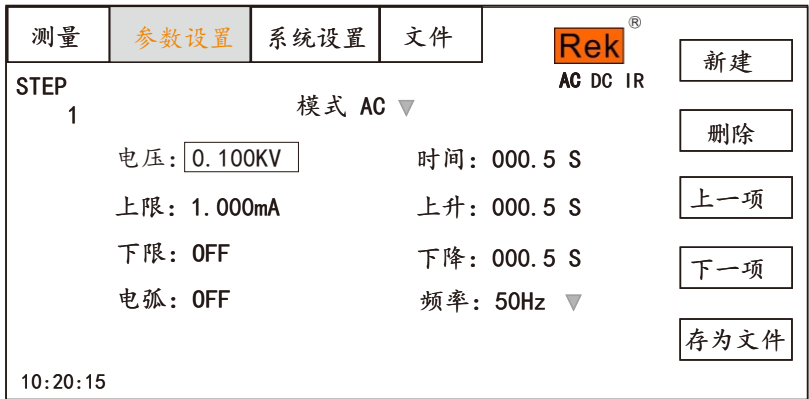 测量 参数设置 系统设置 文件
Rek®
AC DC IR
STEP
1
模式 AC ▼
电压: 0.100KV 时间: 000.5 S
上限: 1.000mA 上升: 000.5 S
下限: OFF 下降: 000.5 S
电弧: OFF 频率: 50Hz ▼
新建
删除
上一项
下一项
存为文件
10:20:15